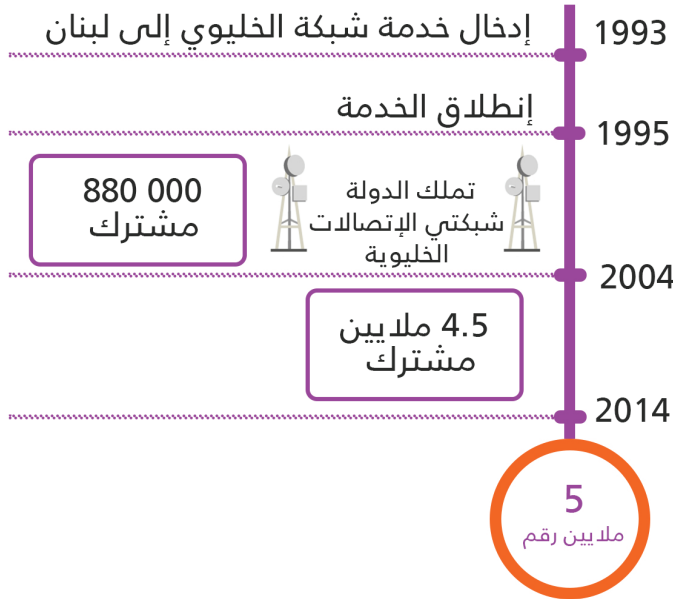 1993
إدخال خدمة شبكة الخليوي إلى لبنان
1995
إنطلاق الخدمة
تملك الدولة
شبكتي الإتصالات
الخليوية
880 000
مشترك
2004
4.5 ملايين
مشترك
2014
5
ملايين رقم